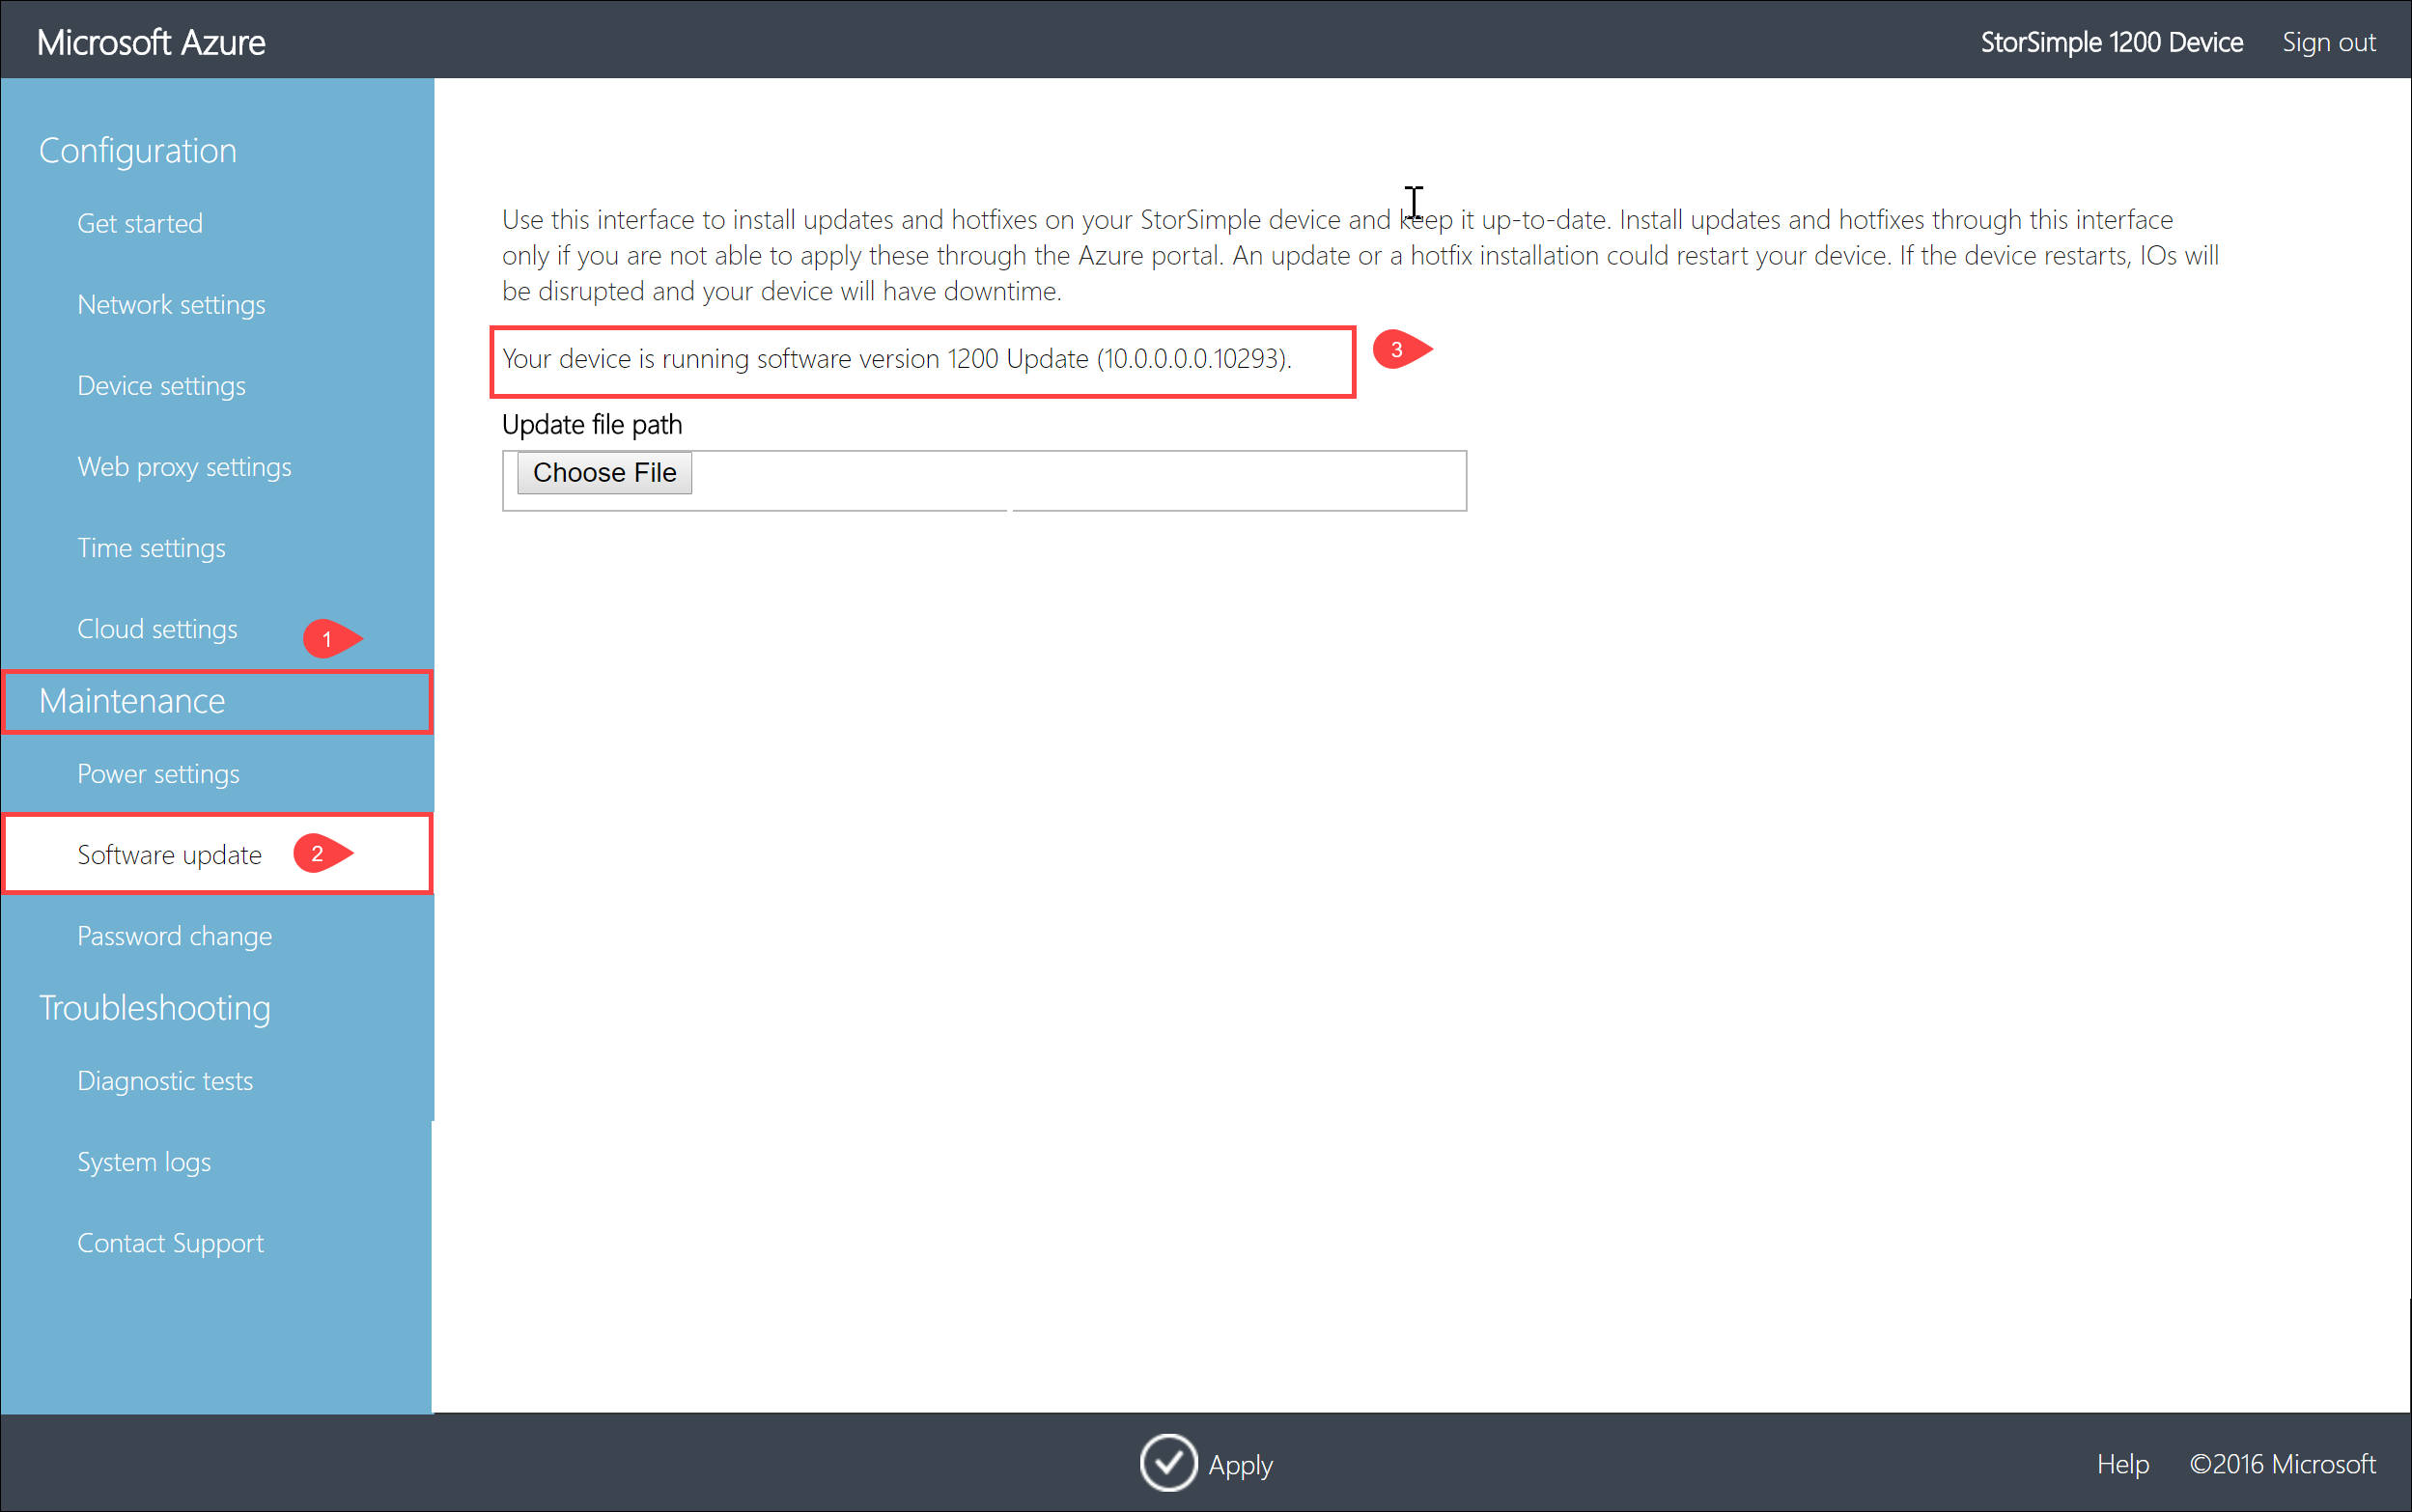 Microsoft Azure
StorSimple 1200 Device
Sign out
Configuration
Get started
Network settings
Device settings
Web proxy settings
Time settings
Cloud settings
1
Maintenance
Power settings
Software update
2
Password change
Troubleshooting
Diagnostic tests
System logs
Contact Support
Use this interface to install updates and hotfixes on your StorSimple device and keep it up-to-date. Install updates and hotfixes through this interface
only if you are not able to apply these through the Azure portal. An update or a hotfix installation could restart your device. If the device restarts, IOs will
be disrupted and your device will have downtime.
Your device is running software version 1200 Update (10.0.0.0.0.10293).
3
Update file path
Choose File
Apply
Help
©2016 Microsoft